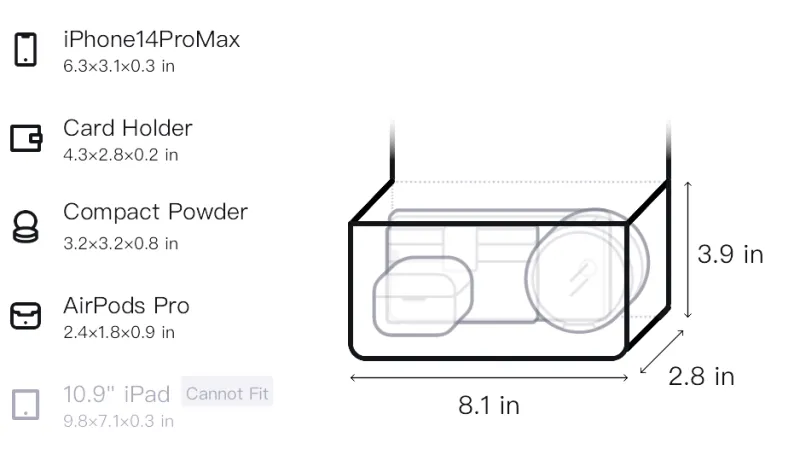 iPhone14ProMax
6.3×3.1×0.3 in
Card Holder
4.3×2.8×0.2 in
Compact Powder
3.2×3.2×0.8 in
AirPods Pro
2.4×1.8×0.9 in
10.9" iPad Cannot Fit
9.8×7.1×0.3 in
3.9 in
2.8 in
8.1 in